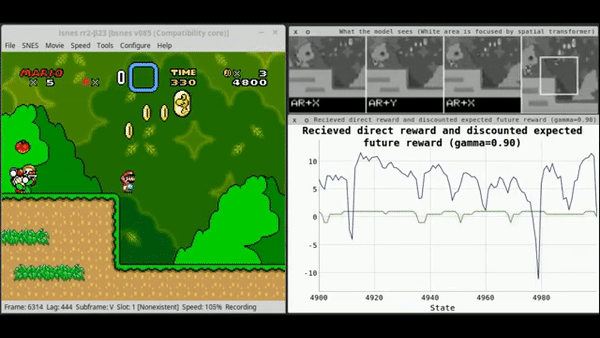 lsnes rr2-β23 [bsnes v085 (Compatibility core)]
File SNES Movie Speed Tools Configure Help
MARIO
x 5
x
0
TIME
330
x 3
4800
Frame: 6314 Lag: 444 Subframe: V Slot: 1 [Nonexistent] Speed: 105% Recording
What the model sees (White area is focused by spatial transformer)
AR+X
AR+Y
AR+X
Recieved direct reward and discounted expected future reward (gamma=0.90)
Recieved direct reward and discounted expected
future reward (gamma=0.90)
10
5
0
-5
-10
4900
4920
4940
4960
4980
State